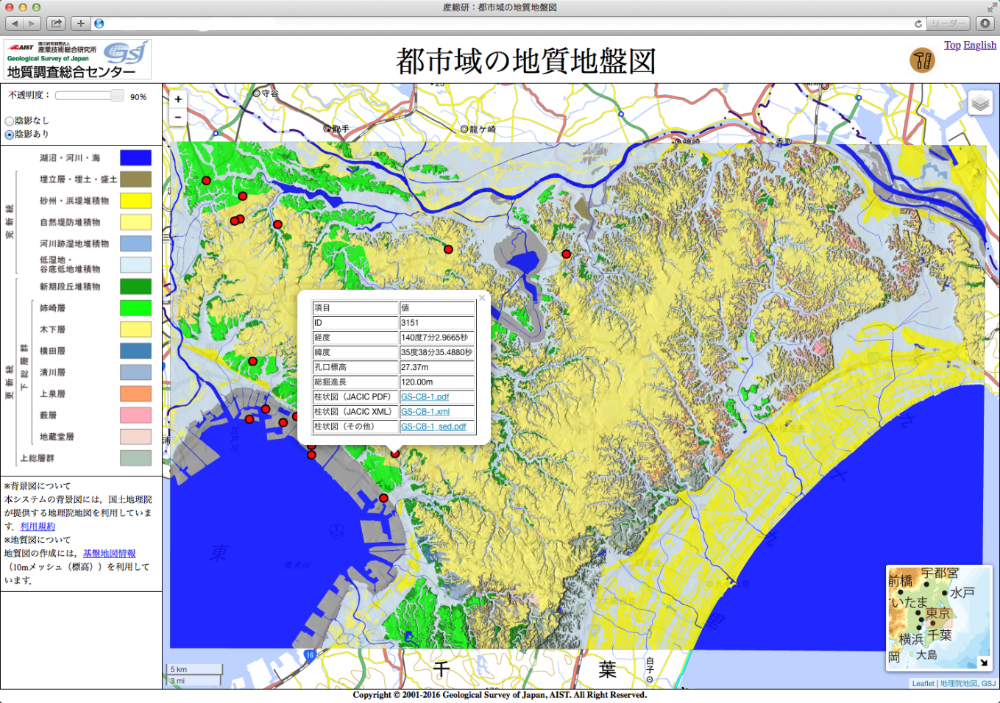 産総研：都市域の地質地盤図
リーダー
AIST 国立研究開発法人
産業技術総合研究所
Geological Survey of Japan
gsj
地質調査総合センター
都市域の地質地盤図
Top English
不透明度： 90%
陰影なし
陰影あり
湖沼・河川・海
完新統
埋立層・埋土・盛土
砂州・浜堤堆積物
自然堤防堆積物
河川跡湿地堆積物
低湿地・
谷底低地堆積物
更新統
新期段丘堆積物
下総層群
姉崎層
木下層
横田層
清川層
上泉層
藪層
地蔵堂層
上総層群
※背景図について
本システムの背景図には，国土地理院
が提供する地理院地図を利用していま
す．利用規約
※地質図について
地質図の作成には，基盤地図情報
（10mメッシュ（標高））を利用して
います．
+
−
守谷
取手
龍ケ崎
神崎
香取
項目 値
ID 3151
経度 140度7分2.9665秒
緯度 35度38分35.4880秒
孔口標高 27.37m
総掘進長 120.00m
柱状図（JACIC PDF） GS-CB-1.pdf
柱状図（JACIC XML） GS-CB-1.xml
柱状図（その他） GS-CB-1_sed.pdf
×
江戸川
東
養老川
九
十
九
里
16
千
葉
白子
5 km
3 mi
前橋
宇都宮
水戸
いたま
東京
横浜
千葉
岡
大島
Leaflet | 地理院地図, GSJ
Copyright © 2001-2016 Geological Survey of Japan, AIST. All Right Reserved.